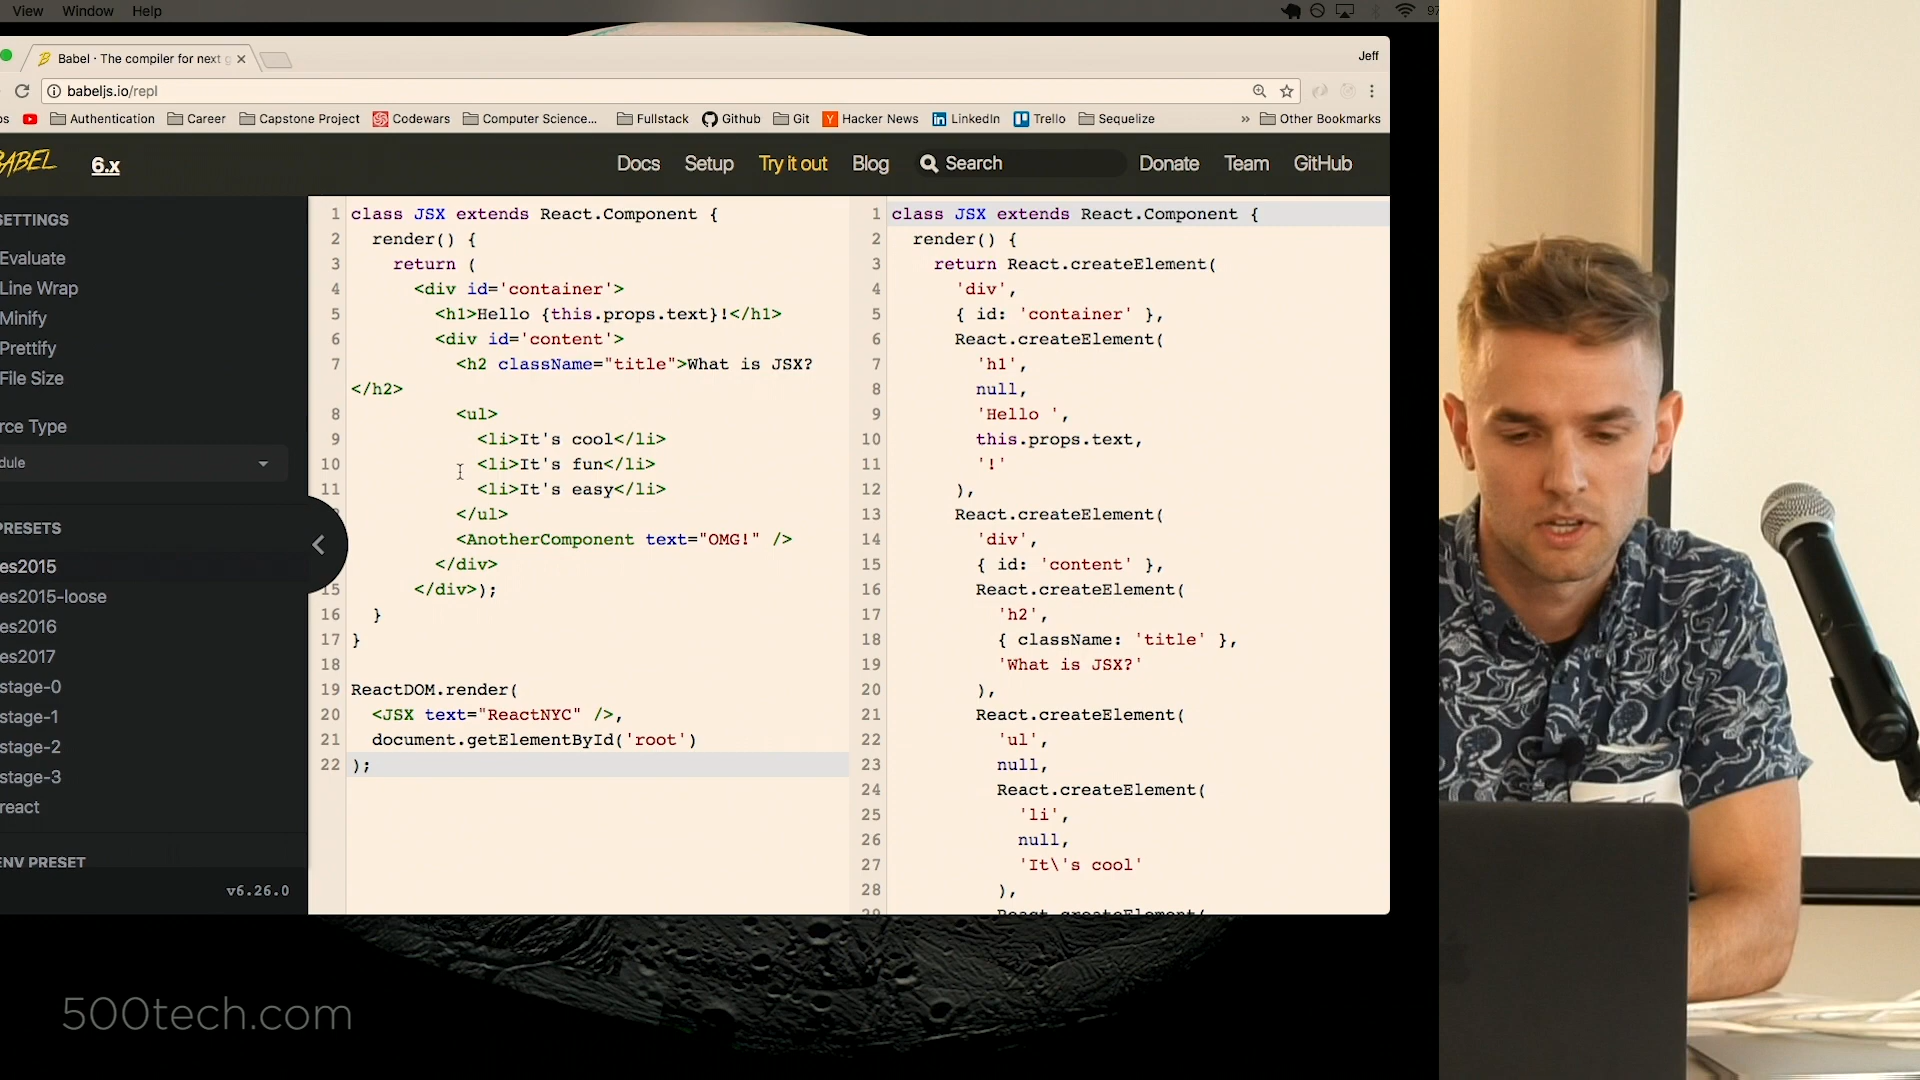 View Window Help
97
Babel · The compiler for next g
Jeff
babeljs.io/repl
ps Authentication Career Capstone Project Codewars Computer Science... Fullstack Github Git Hacker News LinkedIn Trello Sequelize » Other Bookmarks
BABEL 6.x Docs Setup Try it out Blog Search Donate Team GitHub
SETTINGS
Evaluate
Line Wrap
Minify
Prettify
File Size
rce Type
dule
PRESETS
es2015
es2015-loose
es2016
es2017
stage-0
stage-1
stage-2
stage-3
react
ENV PRESET
v6.26.0
1 class JSX extends React.Component {
2 render() {
3 return (
4 <div id='container'>
5 <h1>Hello {this.props.text}!</h1>
6 <div id='content'>
7 <h2 className="title">What is JSX?
</h2>
8 <ul>
9 <li>It's cool</li>
10 <li>It's fun</li>
11 <li>It's easy</li>
</ul>
<AnotherComponent text="OMG!" />
</div>
15 </div>);
16 }
17 }
18
19 ReactDOM.render(
20 <JSX text="ReactNYC" />,
21 document.getElementById('root')
22 );
1 class JSX extends React.Component {
2 render() {
3 return React.createElement(
4 'div',
5 { id: 'container' },
6 React.createElement(
7 'h1',
8 null,
9 'Hello ',
10 this.props.text,
11 '!'
12 ),
13 React.createElement(
14 'div',
15 { id: 'content' },
16 React.createElement(
17 'h2',
18 { className: 'title' },
19 'What is JSX?'
20 ),
21 React.createElement(
22 'ul',
23 null,
24 React.createElement(
25 'li',
26 null,
27 'It\'s cool'
28 ),
29 React.createElement(
500tech.com